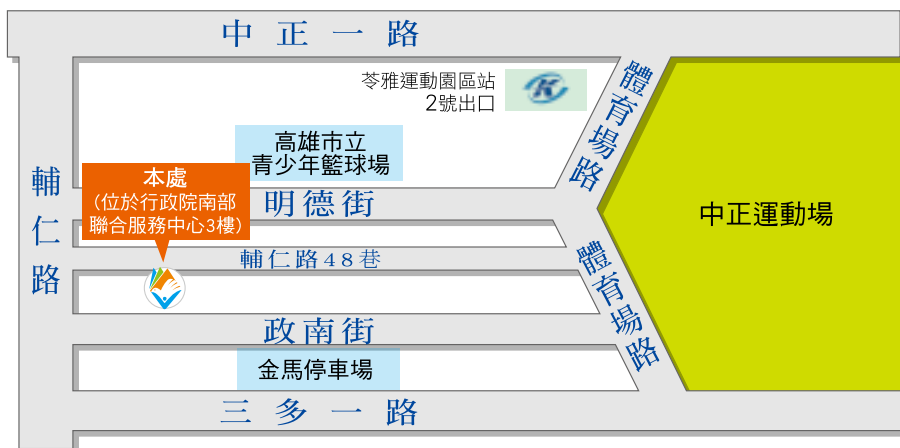 中正一路
苓雅運動園區站
2號出口
K
體育場路
高雄市立
青少年籃球場
輔仁路
本處
(位於行政院南部
聯合服務中心3樓)
明德街
中正運動場
輔仁路48巷
體育場路
政南街
金馬停車場
三多一路